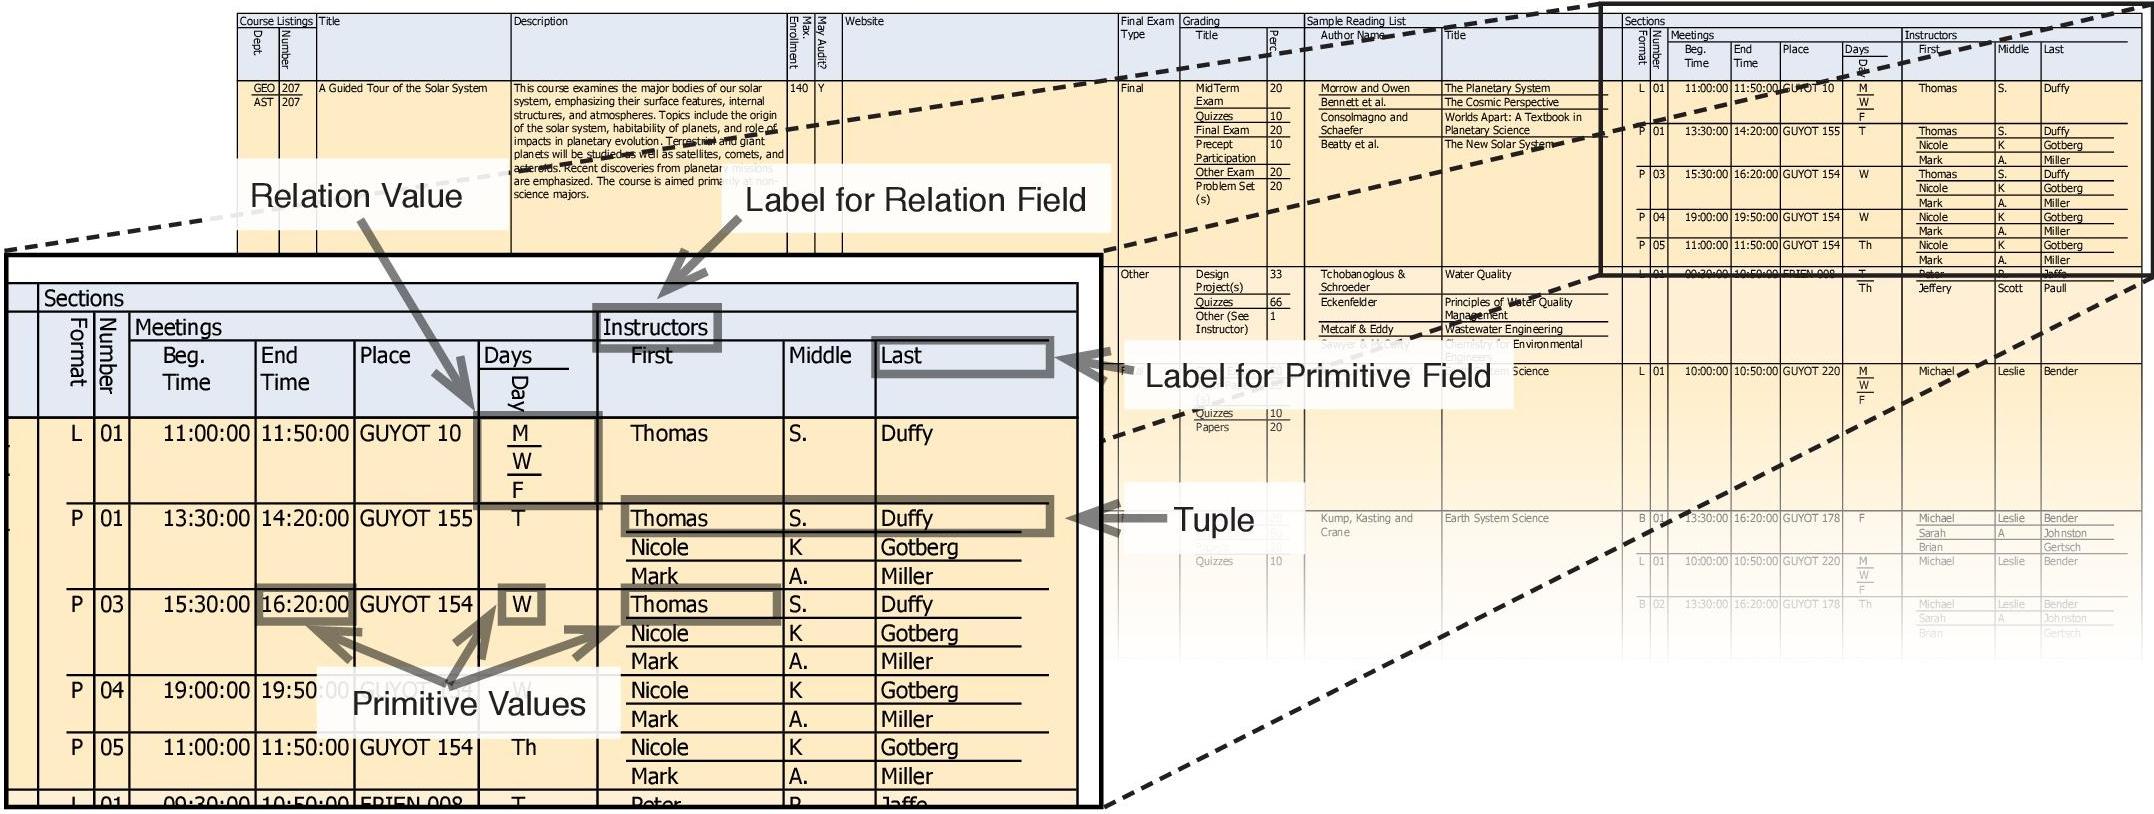 Course Listings Title Description Max. Enrollment May Audit? Website Final Exam Grading Sample Reading List Sections
Dept. Number Type Title Perc. Author Name Title Format Number Meetings Instructors
Beg. Time End Time Place Days Day First Middle Last
GEO 207 A Guided Tour of the Solar System This course examines the major bodies of our solar 140 Y
AST 207 system, emphasizing their surface features, internal
structures, and atmospheres. Topics include the origin
of the solar system, habitability of planets, and role of
impacts in planetary evolution. Terrestrial and giant
planets will be studied as well as satellites, comets, and
asteroids. Recent discoveries from planetary missions
are emphasized. The course is aimed primarily at non-
science majors.
Final MidTerm 20 Morrow and Owen The Planetary System
Exam Bennett et al. The Cosmic Perspective
Quizzes 10 Consolmagno and Worlds Apart: A Textbook in
Final Exam 20 Schaefer Planetary Science
Precept 10 Beatty et al. The New Solar System
Participation
Other Exam 20
Problem Set 20
(s)
L 01 11:00:00 11:50:00 GUYOT 10 M Thomas S. Duffy
W
F
P 01 13:30:00 14:20:00 GUYOT 155 T Thomas S. Duffy
Nicole K Gotberg
Mark A. Miller
P 03 15:30:00 16:20:00 GUYOT 154 W Thomas S. Duffy
Nicole K Gotberg
Mark A. Miller
P 04 19:00:00 19:50:00 GUYOT 154 W Nicole K Gotberg
Mark A. Miller
P 05 11:00:00 11:50:00 GUYOT 154 Th Nicole K Gotberg
Mark A. Miller
Other Design 33 Tchobanoglous & Water Quality
Project(s) Schroeder
Quizzes 66 Eckenfelder Principles of Water Quality
Other (See 1 Management
Instructor) Metcalf & Eddy Wastewater Engineering
Sawyer & McCarty Chemistry for Environmental
Engineers
L 01 09:30:00 10:50:00 FRIEN 008 T Peter R. Jaffe
Th Jeffery Scott Paull
Science
Quizzes 10
Papers 20
L 01 10:00:00 10:50:00 GUYOT 220 M Michael Leslie Bender
W
F
Kump, Kasting and Earth System Science
Crane
Quizzes 10
B 01 13:30:00 16:20:00 GUYOT 178 F Michael Leslie Bender
Sarah A Johnston
Brian Gertsch
L 01 10:00:00 10:50:00 GUYOT 220 M Michael Leslie Bender
W
F
B 02 13:30:00 16:20:00 GUYOT 178 Th Michael Leslie Bender
Sarah A Johnston
Brian Gertsch
Relation Value
Label for Relation Field
Label for Primitive Field
Tuple
Primitive Values
Sections
Format Number Meetings Instructors
Beg. Time End Time Place Days Day First Middle Last
L 01 11:00:00 11:50:00 GUYOT 10 M Thomas S. Duffy
W
F
P 01 13:30:00 14:20:00 GUYOT 155 T Thomas S. Duffy
Nicole K Gotberg
Mark A. Miller
P 03 15:30:00 16:20:00 GUYOT 154 W Thomas S. Duffy
Nicole K Gotberg
Mark A. Miller
P 04 19:00:00 19:50:00 GUYOT 154 W Nicole K Gotberg
Mark A. Miller
P 05 11:00:00 11:50:00 GUYOT 154 Th Nicole K Gotberg
Mark A. Miller
L 01 09:30:00 10:50:00 FRIEN 008 T Peter R. Jaffe